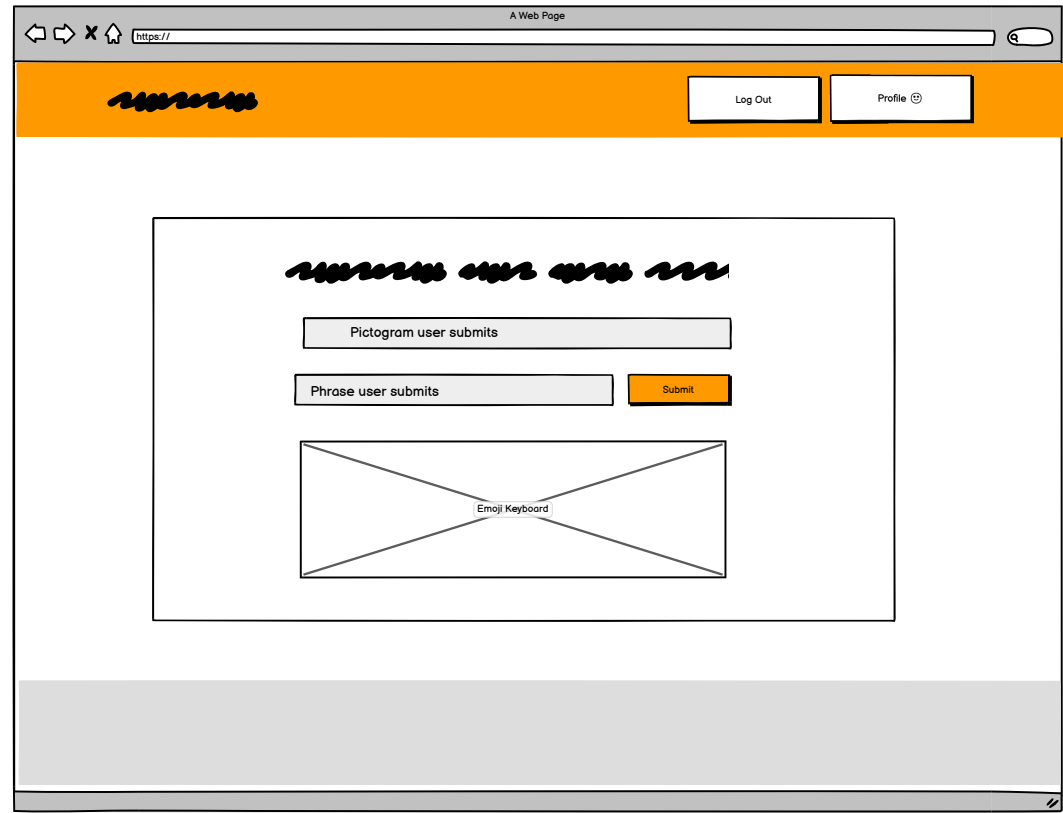 A Web Page
https://
Log Out
Profile
Pictogram user submits
Phrase user submits
Submit
Emoji Keyboard